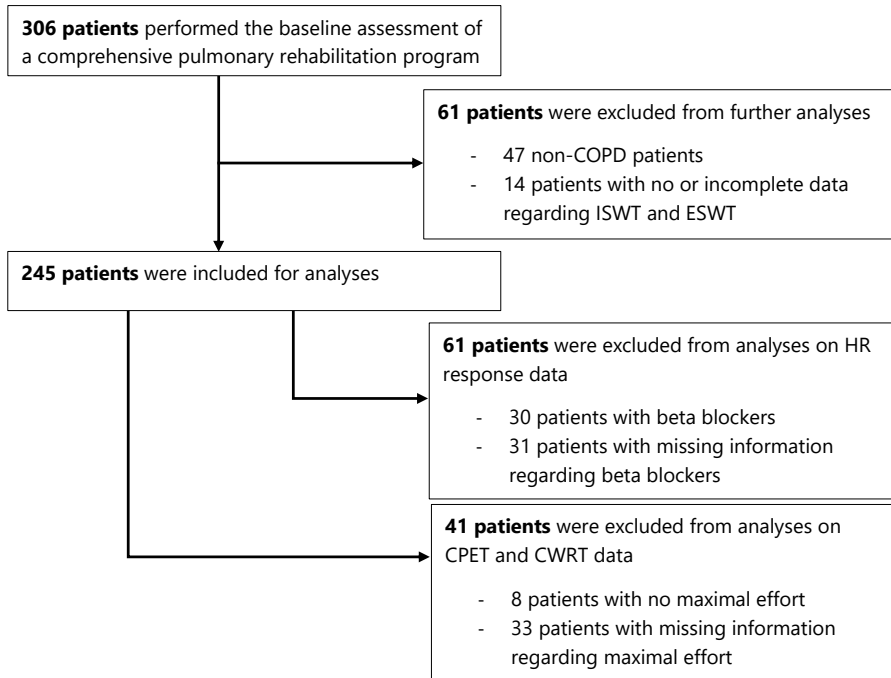 306 patients performed the baseline assessment of
a comprehensive pulmonary rehabilitation program
61 patients were excluded from further analyses
- 47 non-COPD patients
- 14 patients with no or incomplete data
regarding ISWT and ESWT
245 patients were included for analyses
61 patients were excluded from analyses on HR
response data
- 30 patients with beta blockers
- 31 patients with missing information
regarding beta blockers
41 patients were excluded from analyses on
CPET and CWRT data
- 8 patients with no maximal effort
- 33 patients with missing information
regarding maximal effort